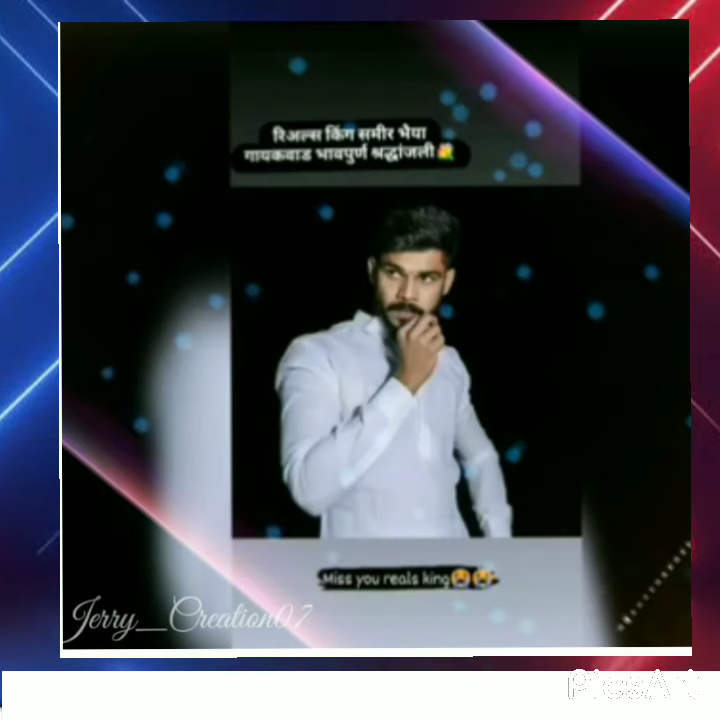 रिअल्स किंग समीर भैया
गायकवाड भावपुर्ण श्रद्धांजली💐
Miss you reals king😭😭
Jerry_Creation07
PicsArt